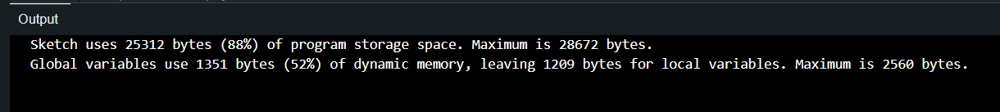 Output
Sketch uses 25312 bytes (88%) of program storage space. Maximum is 28672 bytes.
Global variables use 1351 bytes (52%) of dynamic memory, leaving 1209 bytes for local variables. Maximum is 2560 bytes.